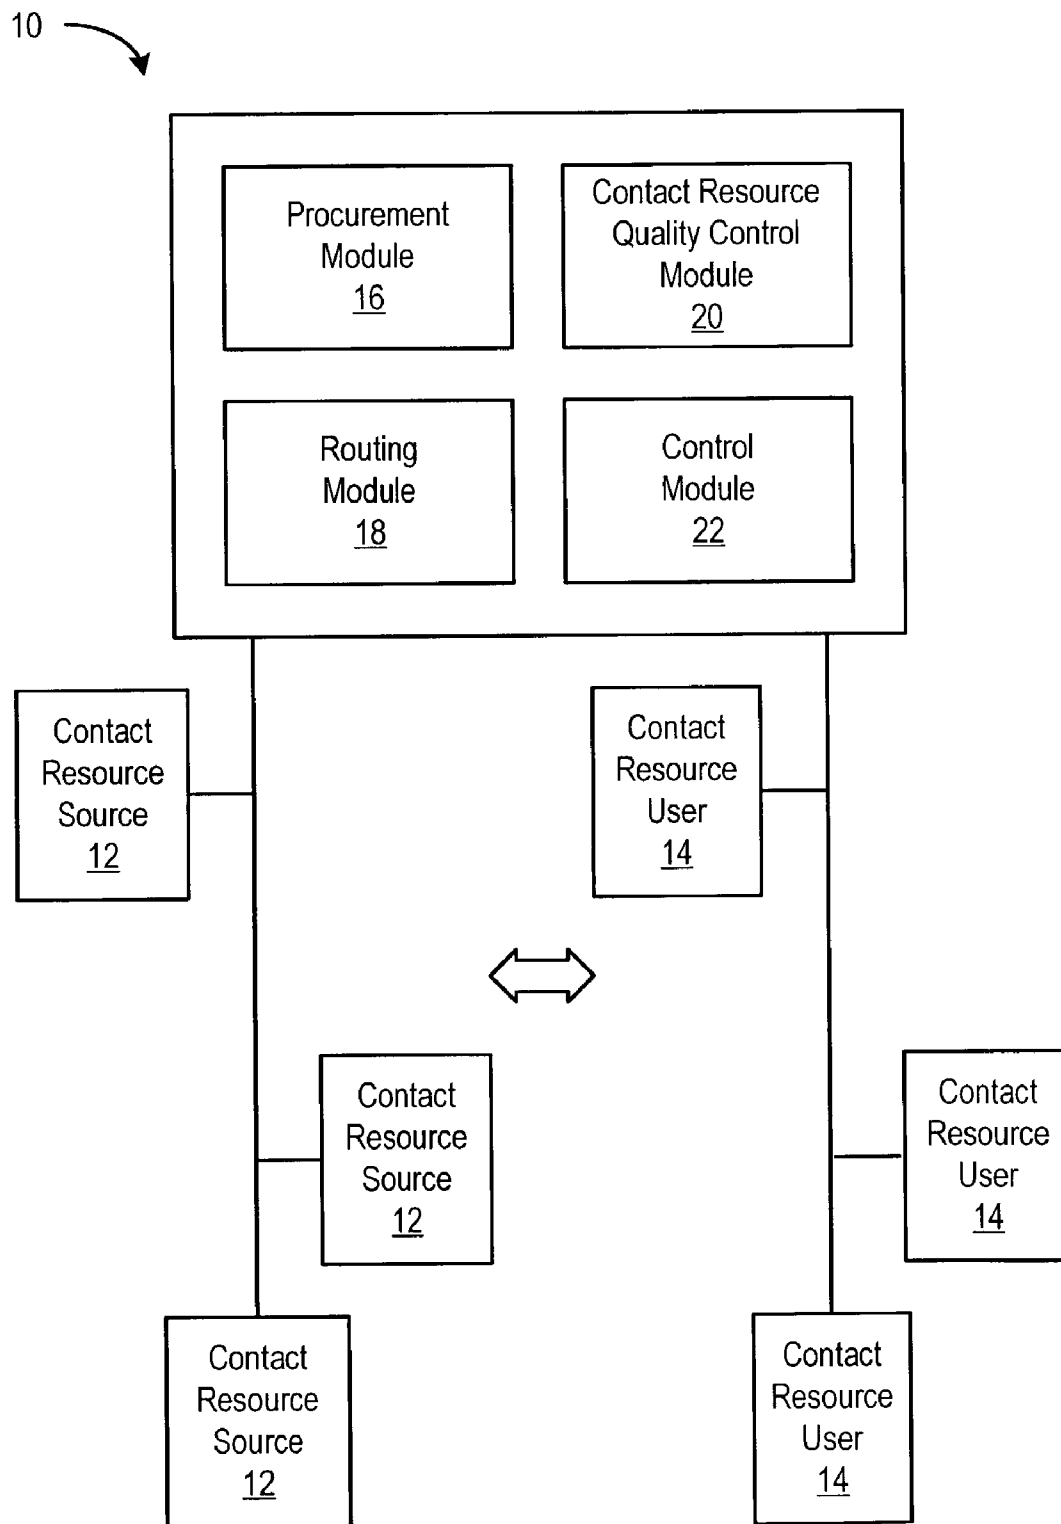 10
Procurement
Module
16
Contact Resource
Quality Control
Module
20
Routing
Module
18
Control
Module
22
Contact
Resource
Source
12
Contact
Resource
User
14
Contact
Resource
Source
12
Contact
Resource
User
14
Contact
Resource
Source
12
Contact
Resource
User
14